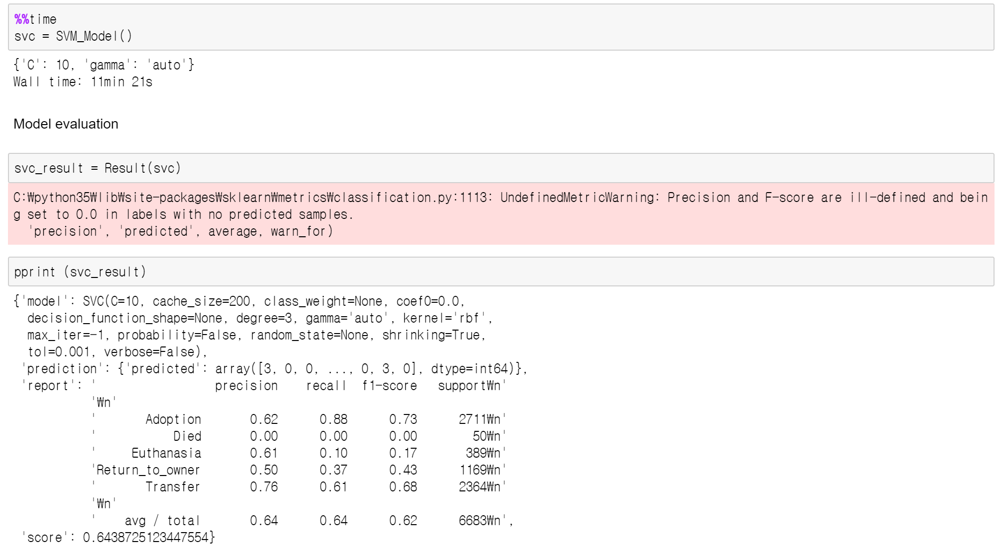 %%time
svc = SVM_Model()
{'C': 10, 'gamma': 'auto'}
Wall time: 11min 21s
Model evaluation
svc_result = Result(svc)
C:₩python35₩lib₩site-packages₩sklearn₩metrics₩classification.py:1113: UndefinedMetricWarning: Precision and F-score are ill-defined and bein
g set to 0.0 in labels with no predicted samples.
  'precision', 'predicted', average, warn_for)
pprint (svc_result)
{'model': SVC(C=10, cache_size=200, class_weight=None, coef0=0.0,
  decision_function_shape=None, degree=3, gamma='auto', kernel='rbf',
  max_iter=-1, probability=False, random_state=None, shrinking=True,
  tol=0.001, verbose=False),
 'prediction': {'predicted': array([3, 0, 0, ..., 0, 3, 0], dtype=int64)},
 'report': '                 precision    recall  f1-score   support₩n'
           '₩n'
           '       Adoption       0.62      0.88      0.73      2711₩n'
           '           Died       0.00      0.00      0.00        50₩n'
           '     Euthanasia       0.61      0.10      0.17       389₩n'
           'Return_to_owner       0.50      0.37      0.43      1169₩n'
           '       Transfer       0.76      0.61      0.68      2364₩n'
           '₩n'
           '    avg / total       0.64      0.64      0.62      6683₩n',
 'score': 0.6438725123447554}